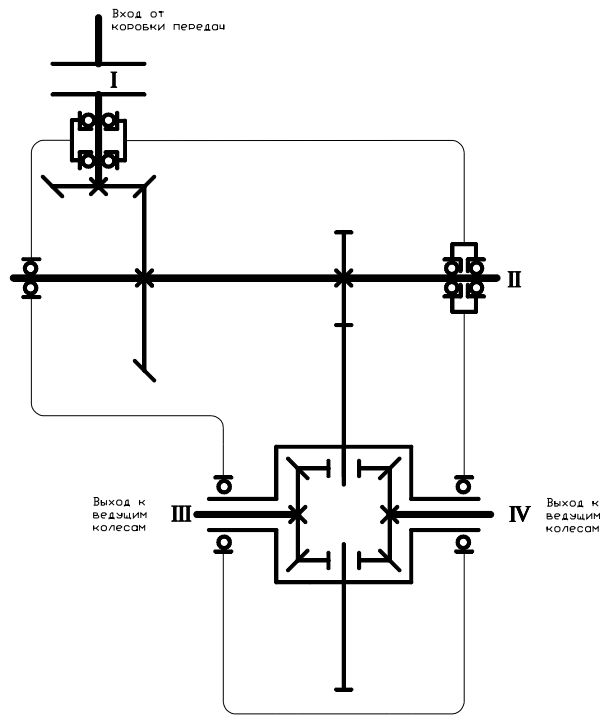 Вход от
коробки передач
I
II
Выход к
ведущим
колесам
III
IV
Выход к
ведущим
колесам